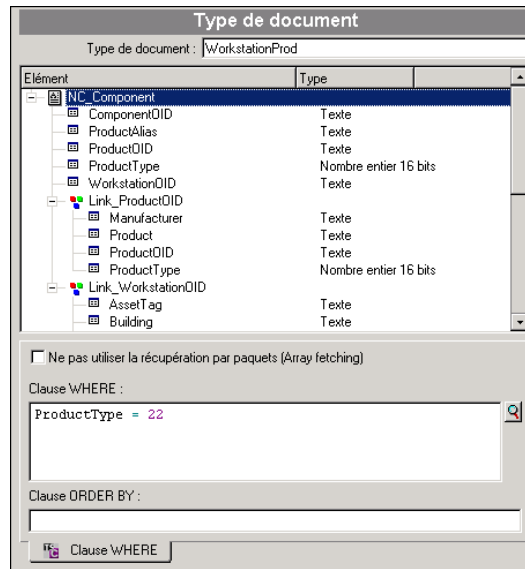 Type de document
Type de document : WorkstationProd
Elément Type
NC_Component
ComponentOID Texte
ProductAlias Texte
ProductOID Texte
ProductType Nombre entier 16 bits
WorkstationOID Texte
Link_ProductOID
Manufacturer Texte
Product Texte
ProductOID Texte
ProductType Nombre entier 16 bits
Link_WorkstationOID
AssetTag Texte
Building Texte
Ne pas utiliser la récupération par paquets (Array fetching)
Clause WHERE :
ProductType = 22
Clause ORDER BY :
Clause WHERE